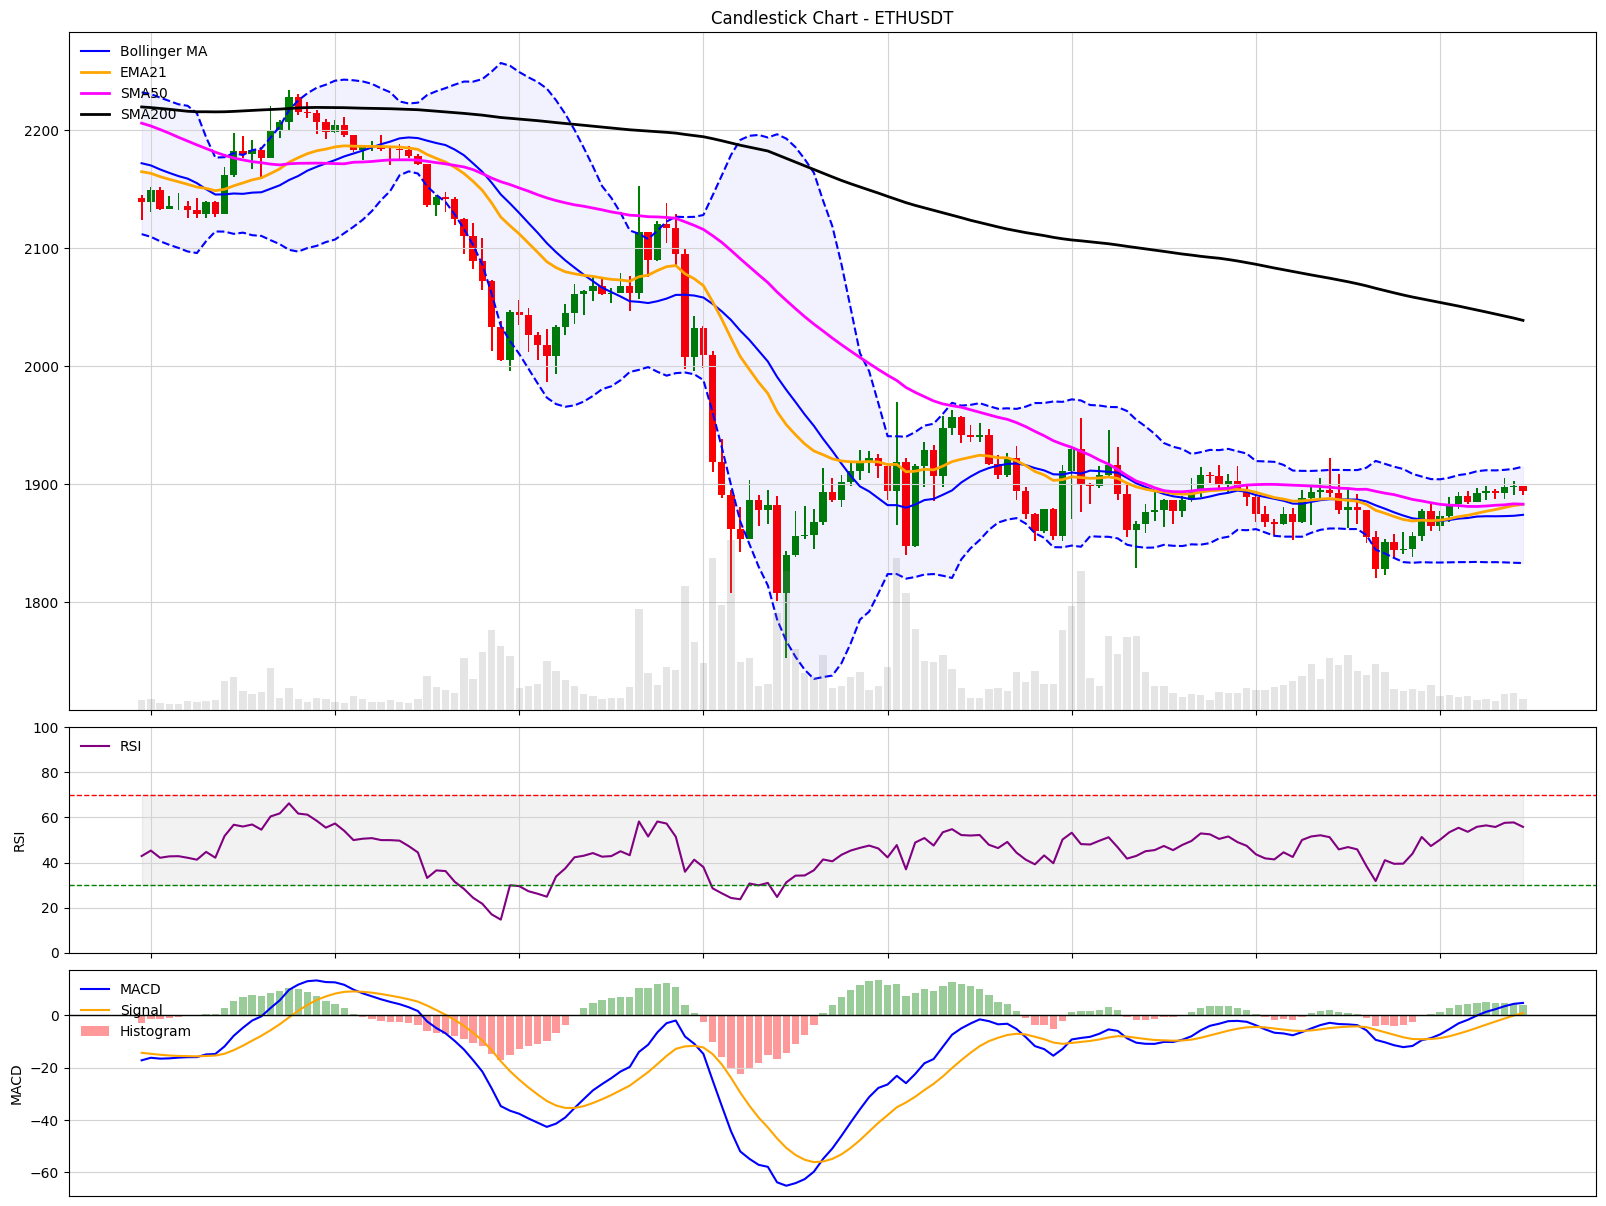 Candlestick Chart - ETHUSDT
Bollinger MA
EMA21
SMA50
SMA200
2200
2100
2000
1900
1800
RSI
100
80
60
40
20
0
RSI
MACD
Signal
Histogram
0
−20
−40
−60
MACD